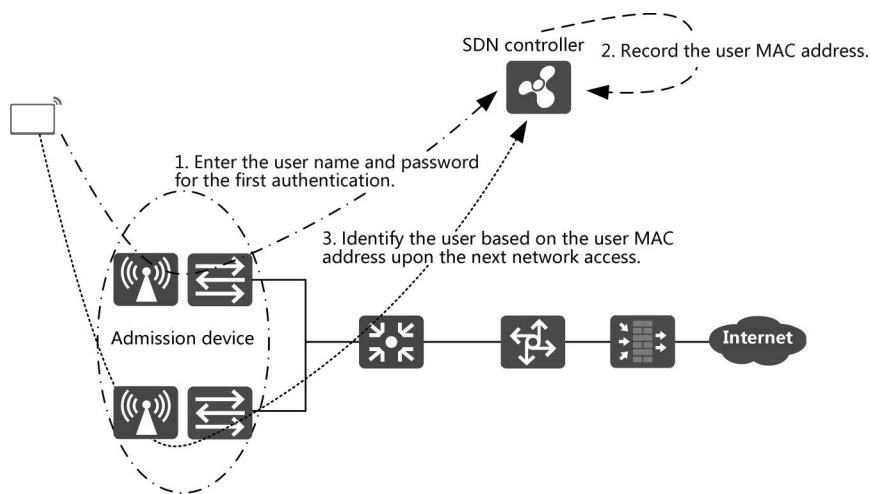 SDN controller
2. Record the user MAC address.
1. Enter the user name and password
for the first authentication.
3. Identify the user based on the user MAC
address upon the next network access.
Admission device
Internet